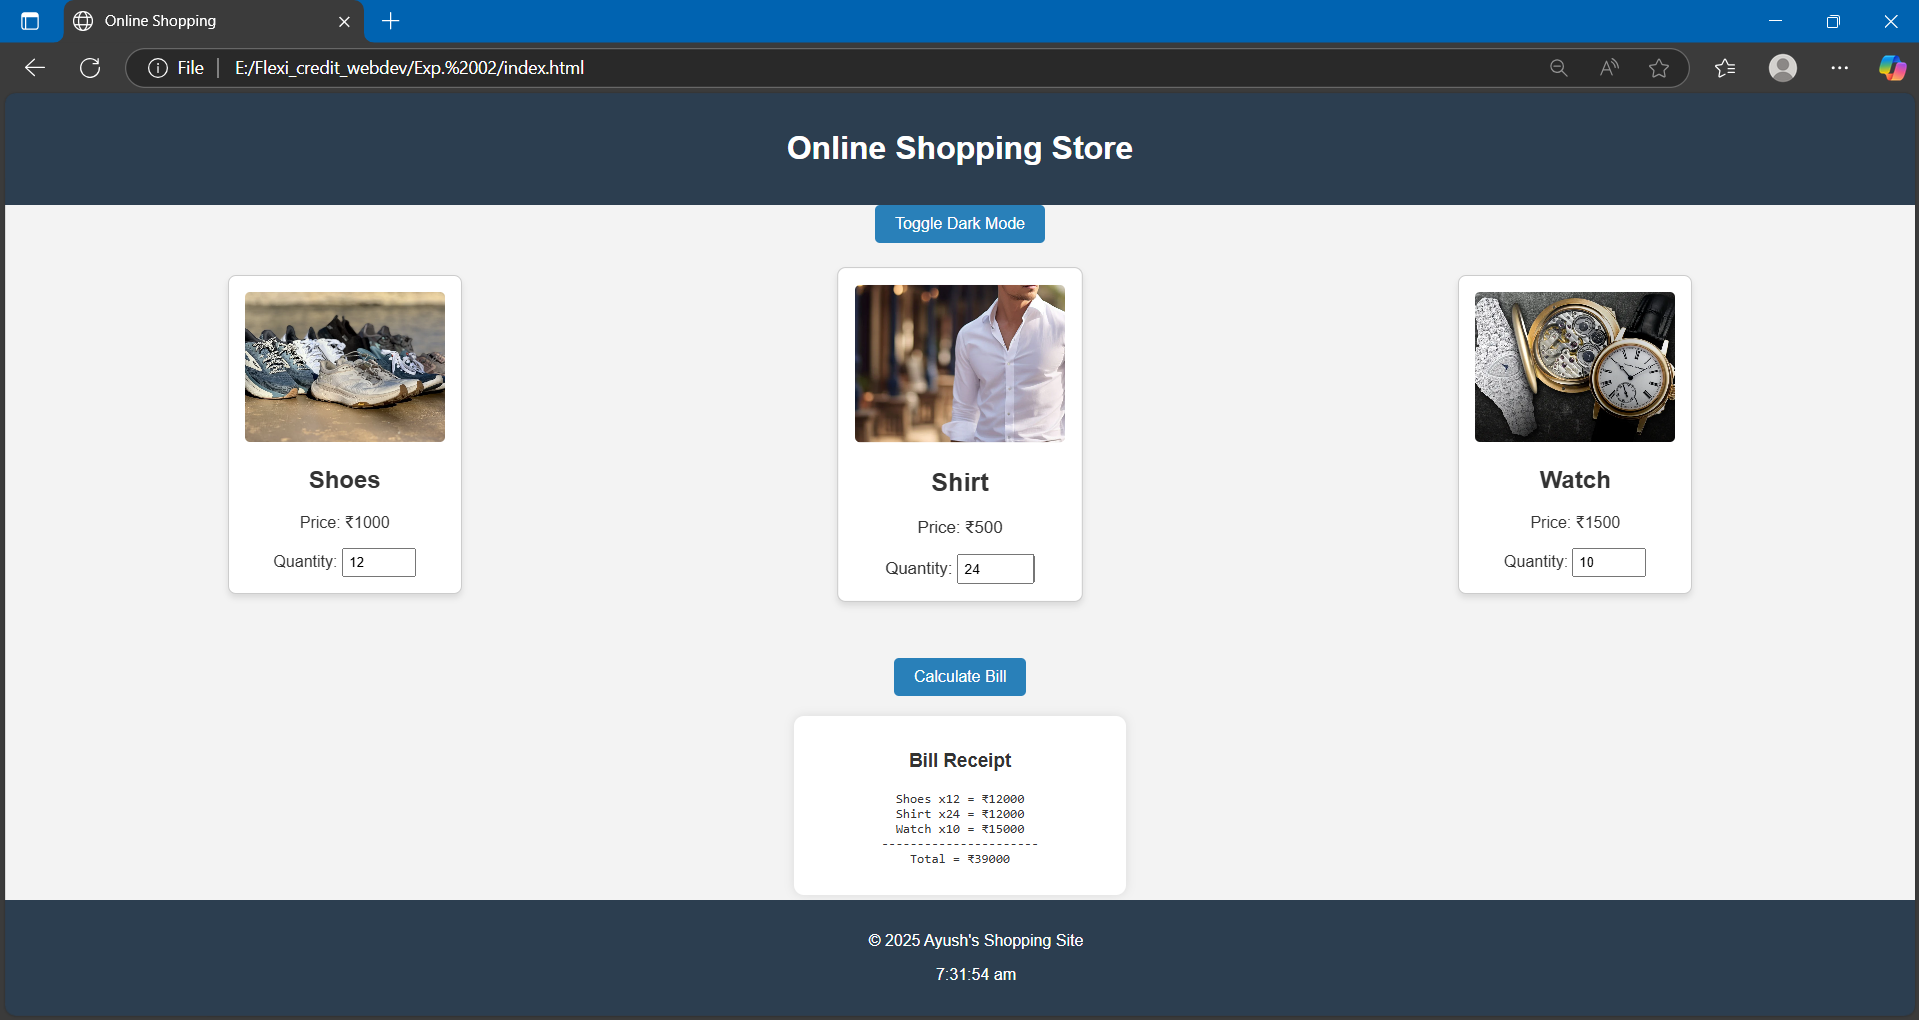 Online Shopping
File
E:/Flexi_credit_webdev/Exp.%2002/index.html
Online Shopping Store
Toggle Dark Mode
Shoes
Price: ₹1000
Quantity: 12
Shirt
Price: ₹500
Quantity: 24
Watch
Price: ₹1500
Quantity: 10
Calculate Bill
Bill Receipt
Shoes x12 = ₹12000
Shirt x24 = ₹12000
Watch x10 = ₹15000
----------------------
Total = ₹39000
© 2025 Ayush's Shopping Site
7:31:54 am